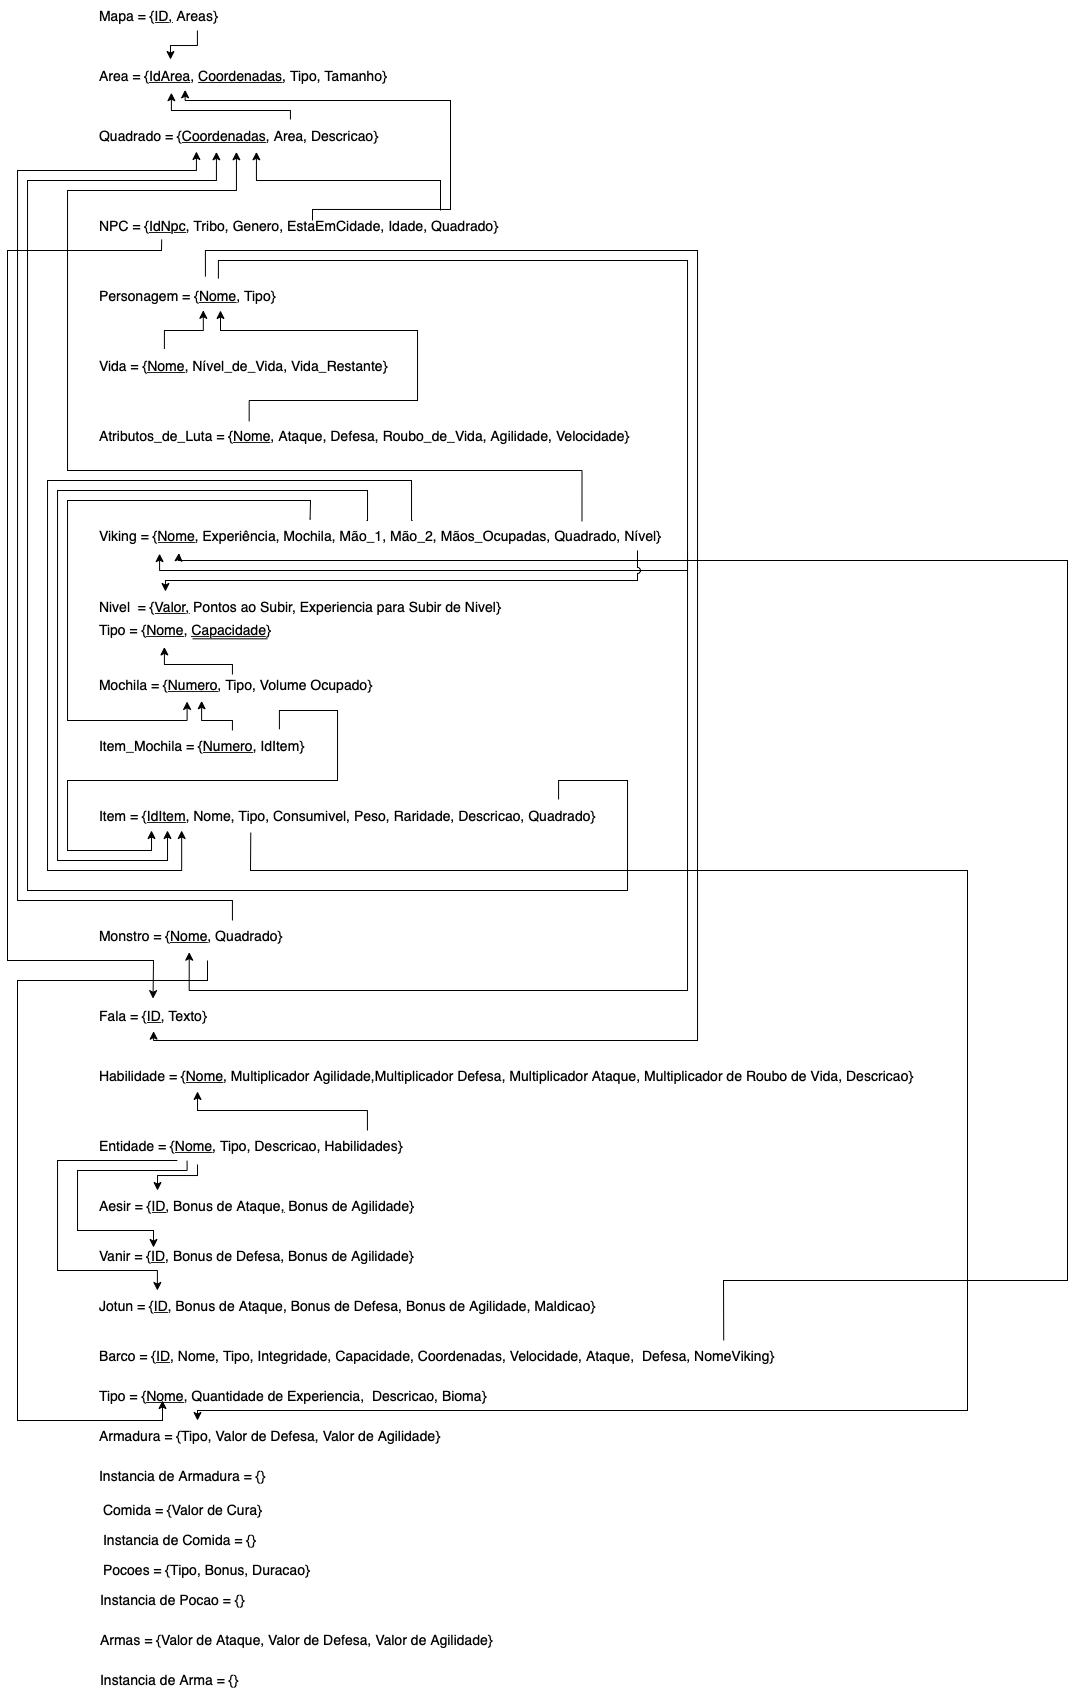 Mapa = {ID, Areas}
Area = {IdArea, Coordenadas, Tipo, Tamanho}
Quadrado = {Coordenadas, Area, Descricao}
NPC = {IdNpc, Tribo, Genero, EstaEmCidade, Idade, Quadrado}
Personagem = {Nome, Tipo}
Vida = {Nome, Nível_de_Vida, Vida_Restante}
Atributos_de_Luta = {Nome, Ataque, Defesa, Roubo_de_Vida, Agilidade, Velocidade}
Viking = {Nome, Experiência, Mochila, Mão_1, Mão_2, Mãos_Ocupadas, Quadrado, Nível}
Nivel  = {Valor, Pontos ao Subir, Experiencia para Subir de Nivel}
Tipo = {Nome, Capacidade}
Mochila = {Numero, Tipo, Volume Ocupado}
Item_Mochila = {Numero, IdItem}
Item = {IdItem, Nome, Tipo, Consumivel, Peso, Raridade, Descricao, Quadrado}
Monstro = {Nome, Quadrado}
Fala = {ID, Texto}
Habilidade = {Nome, Multiplicador Agilidade,Multiplicador Defesa, Multiplicador Ataque, Multiplicador de Roubo de Vida, Descricao}
Entidade = {Nome, Tipo, Descricao, Habilidades}
Aesir = {ID, Bonus de Ataque, Bonus de Agilidade}
Vanir = {ID, Bonus de Defesa, Bonus de Agilidade}
Jotun = {ID, Bonus de Ataque, Bonus de Defesa, Bonus de Agilidade, Maldicao}
Barco = {ID, Nome, Tipo, Integridade, Capacidade, Coordenadas, Velocidade, Ataque,  Defesa, NomeViking}
Tipo = {Nome, Quantidade de Experiencia,  Descricao, Bioma}
Armadura = {Tipo, Valor de Defesa, Valor de Agilidade}
Instancia de Armadura = {}
Comida = {Valor de Cura}
Instancia de Comida = {}
Pocoes = {Tipo, Bonus, Duracao}
Instancia de Pocao = {}
Armas = {Valor de Ataque, Valor de Defesa, Valor de Agilidade}
Instancia de Arma = {}